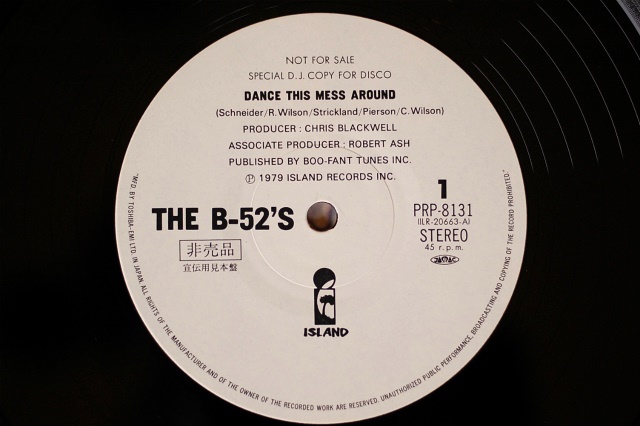 NOT FOR SALE
SPECIAL D.J. COPY FOR DISCO
DANCE THIS MESS AROUND
(Schneider/R.Wilson/Strickland/Pierson/C.Wilson)
PRODUCER : CHRIS BLACKWELL
ASSOCIATE PRODUCER : ROBERT ASH
PUBLISHED BY BOO-FANT TUNES INC.
Ⓟ 1979 ISLAND RECORDS INC.
THE B-52'S
非売品
宣伝用見本盤
1
PRP-8131
(ILR-20663-A)
STEREO
45 r.p.m.
JASRAC
ISLAND
"MFD. BY TOSHIBA-EMI LTD. IN JAPAN. ALL RIGHTS OF THE MANUFACTURER AND OF THE OWNER OF THE RECORDED WORK ARE RESERVED. UNAUTHORIZED PUBLIC PERFORMANCE, BROADCASTING AND COPYING OF THE RECORD PROHIBITED."